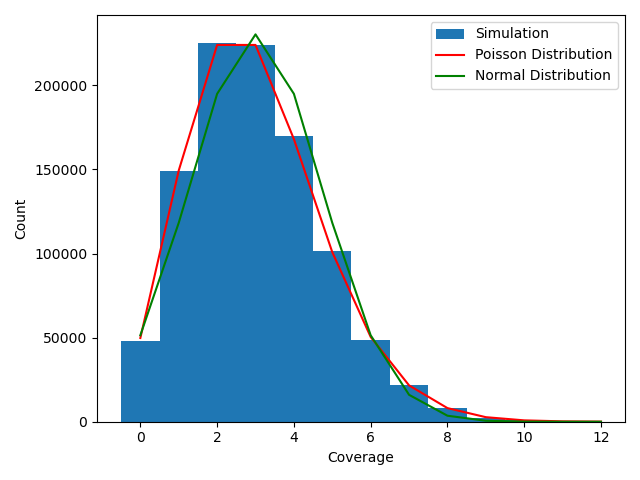 Simulation
Poisson Distribution
Normal Distribution
200000
150000
100000
50000
0
Count
0 2 4 6 8 10 12
Coverage